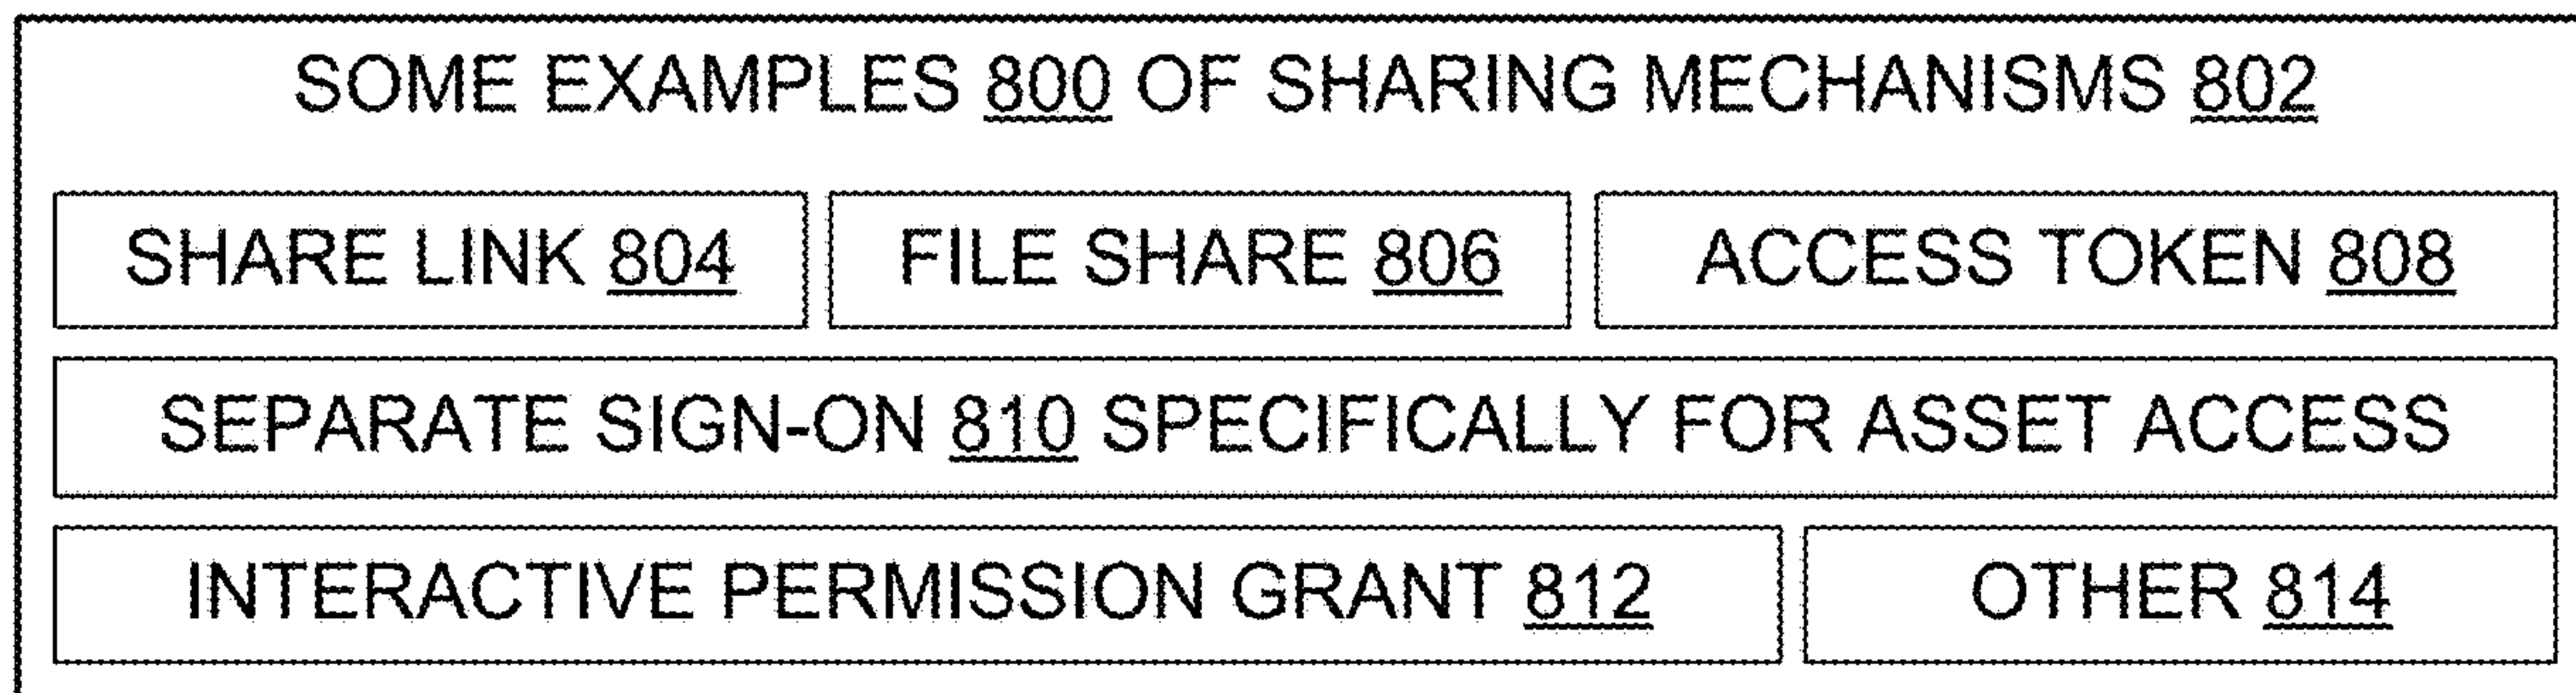 SOME EXAMPLES 800 OF SHARING MECHANISMS 802
SHARE LINK 804
FILE SHARE 806
ACCESS TOKEN 808
SEPARATE SIGN-ON 810 SPECIFICALLY FOR ASSET ACCESS
INTERACTIVE PERMISSION GRANT 812
OTHER 814